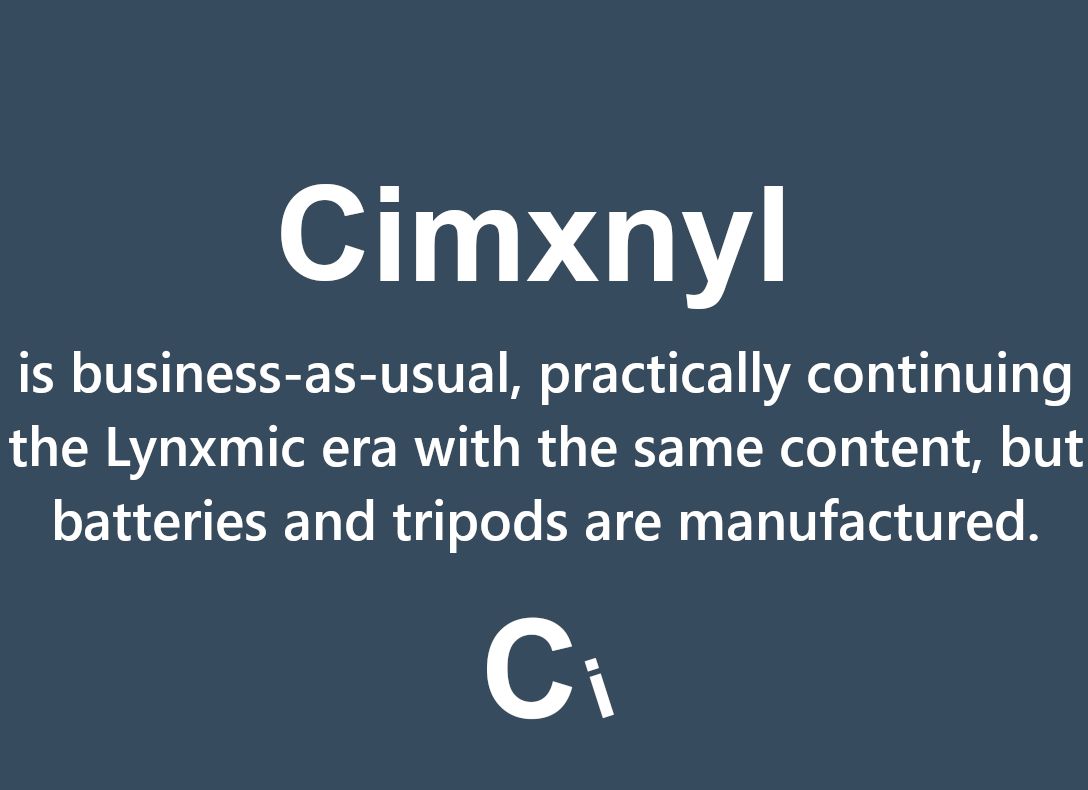 Cimxnyl
is business-as-usual, practically continuing
the Lynxmic era with the same content, but
batteries and tripods are manufactured.
Ci